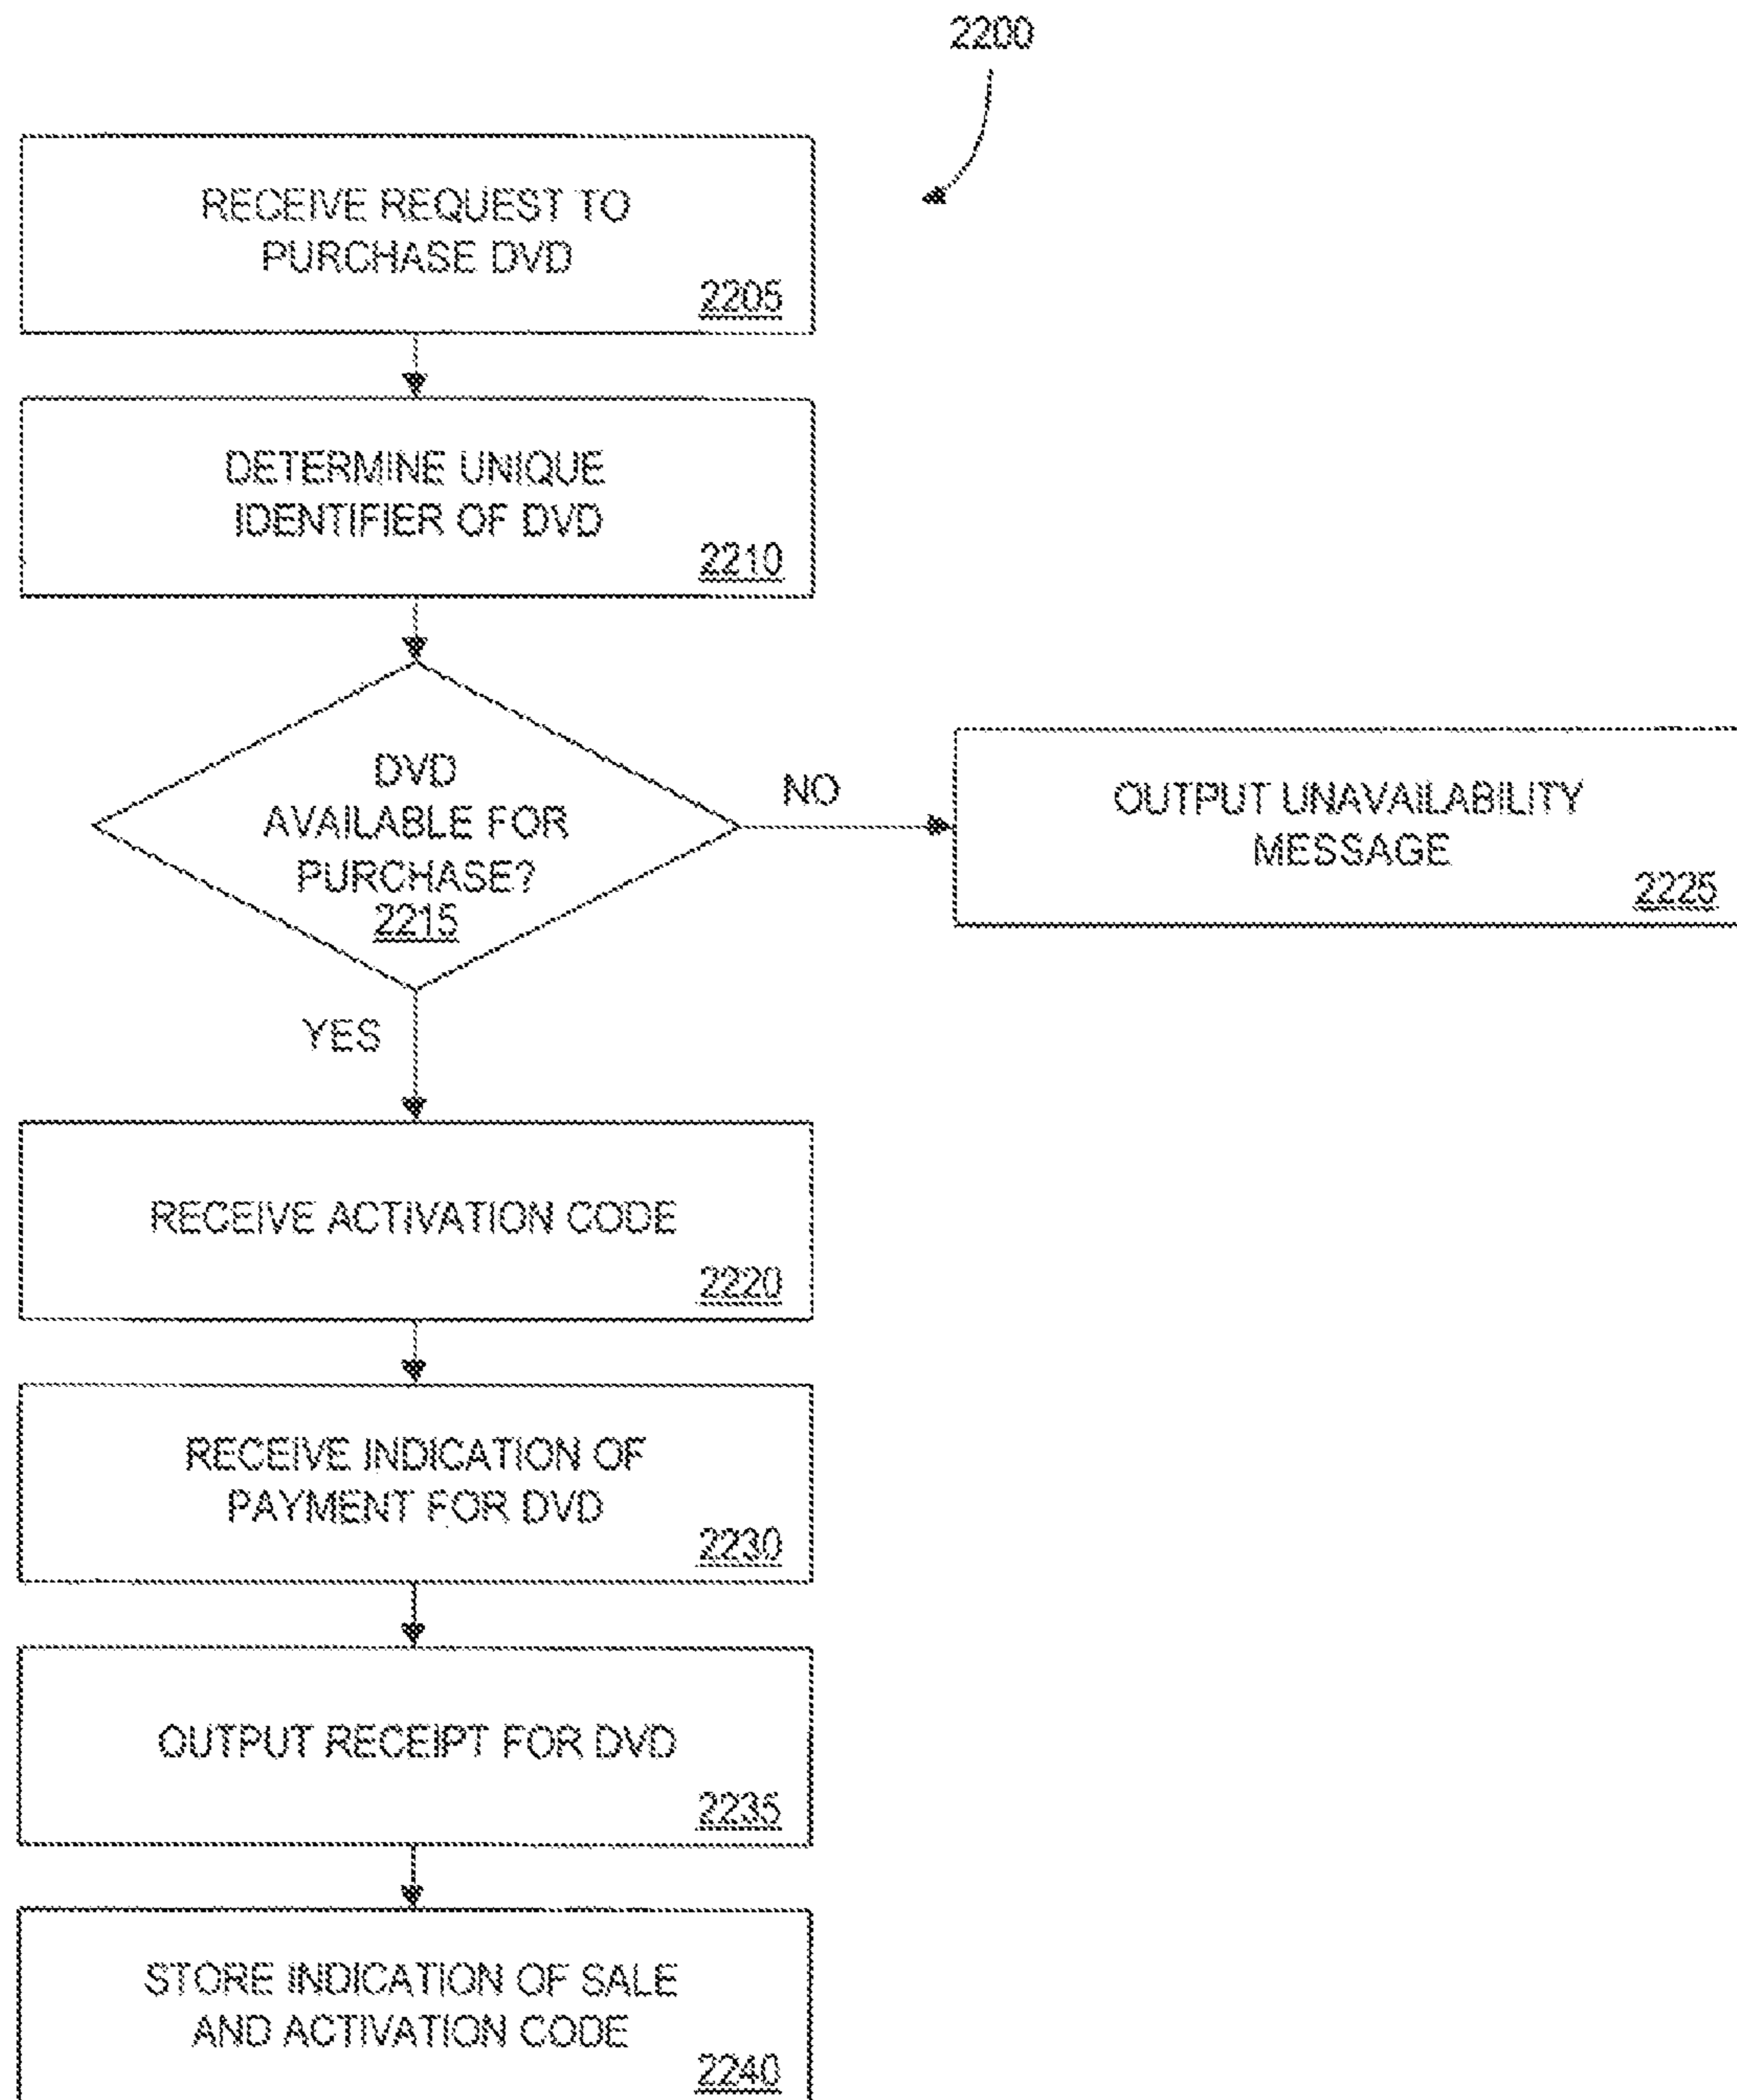 2200
RECEIVE REQUEST TO
PURCHASE DVD
2205
DETERMINE UNIQUE
IDENTIFIER OF DVD
2210
DVD
AVAILABLE FOR
PURCHASE?
2215
NO
OUTPUT UNAVAILABILITY
MESSAGE
2225
YES
RECEIVE ACTIVATION CODE
2220
RECEIVE INDICATION OF
PAYMENT FOR DVD
2230
OUTPUT RECEIPT FOR DVD
2235
STORE INDICATION OF SALE
AND ACTIVATION CODE
2240